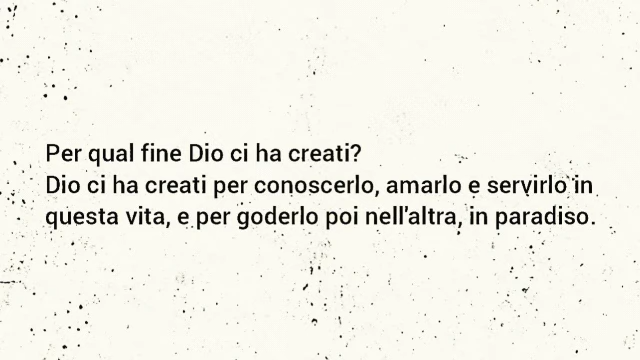 Per qual fine Dio ci ha creati?
Dio ci ha creati per conoscerlo, amarlo e servirlo in
questa vita, e per goderlo poi nell'altra, in paradiso.